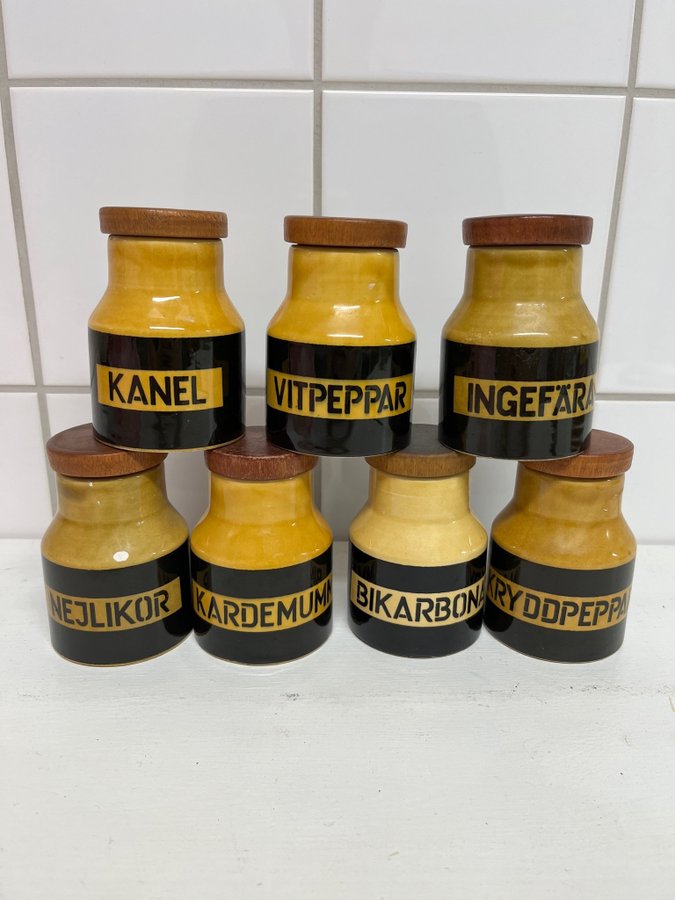 KANEL
VITPEPPAR
INGEFÄRA
NEJLIKOR
KARDEMUMM
BIKARBONA
KRYDDPEPPA